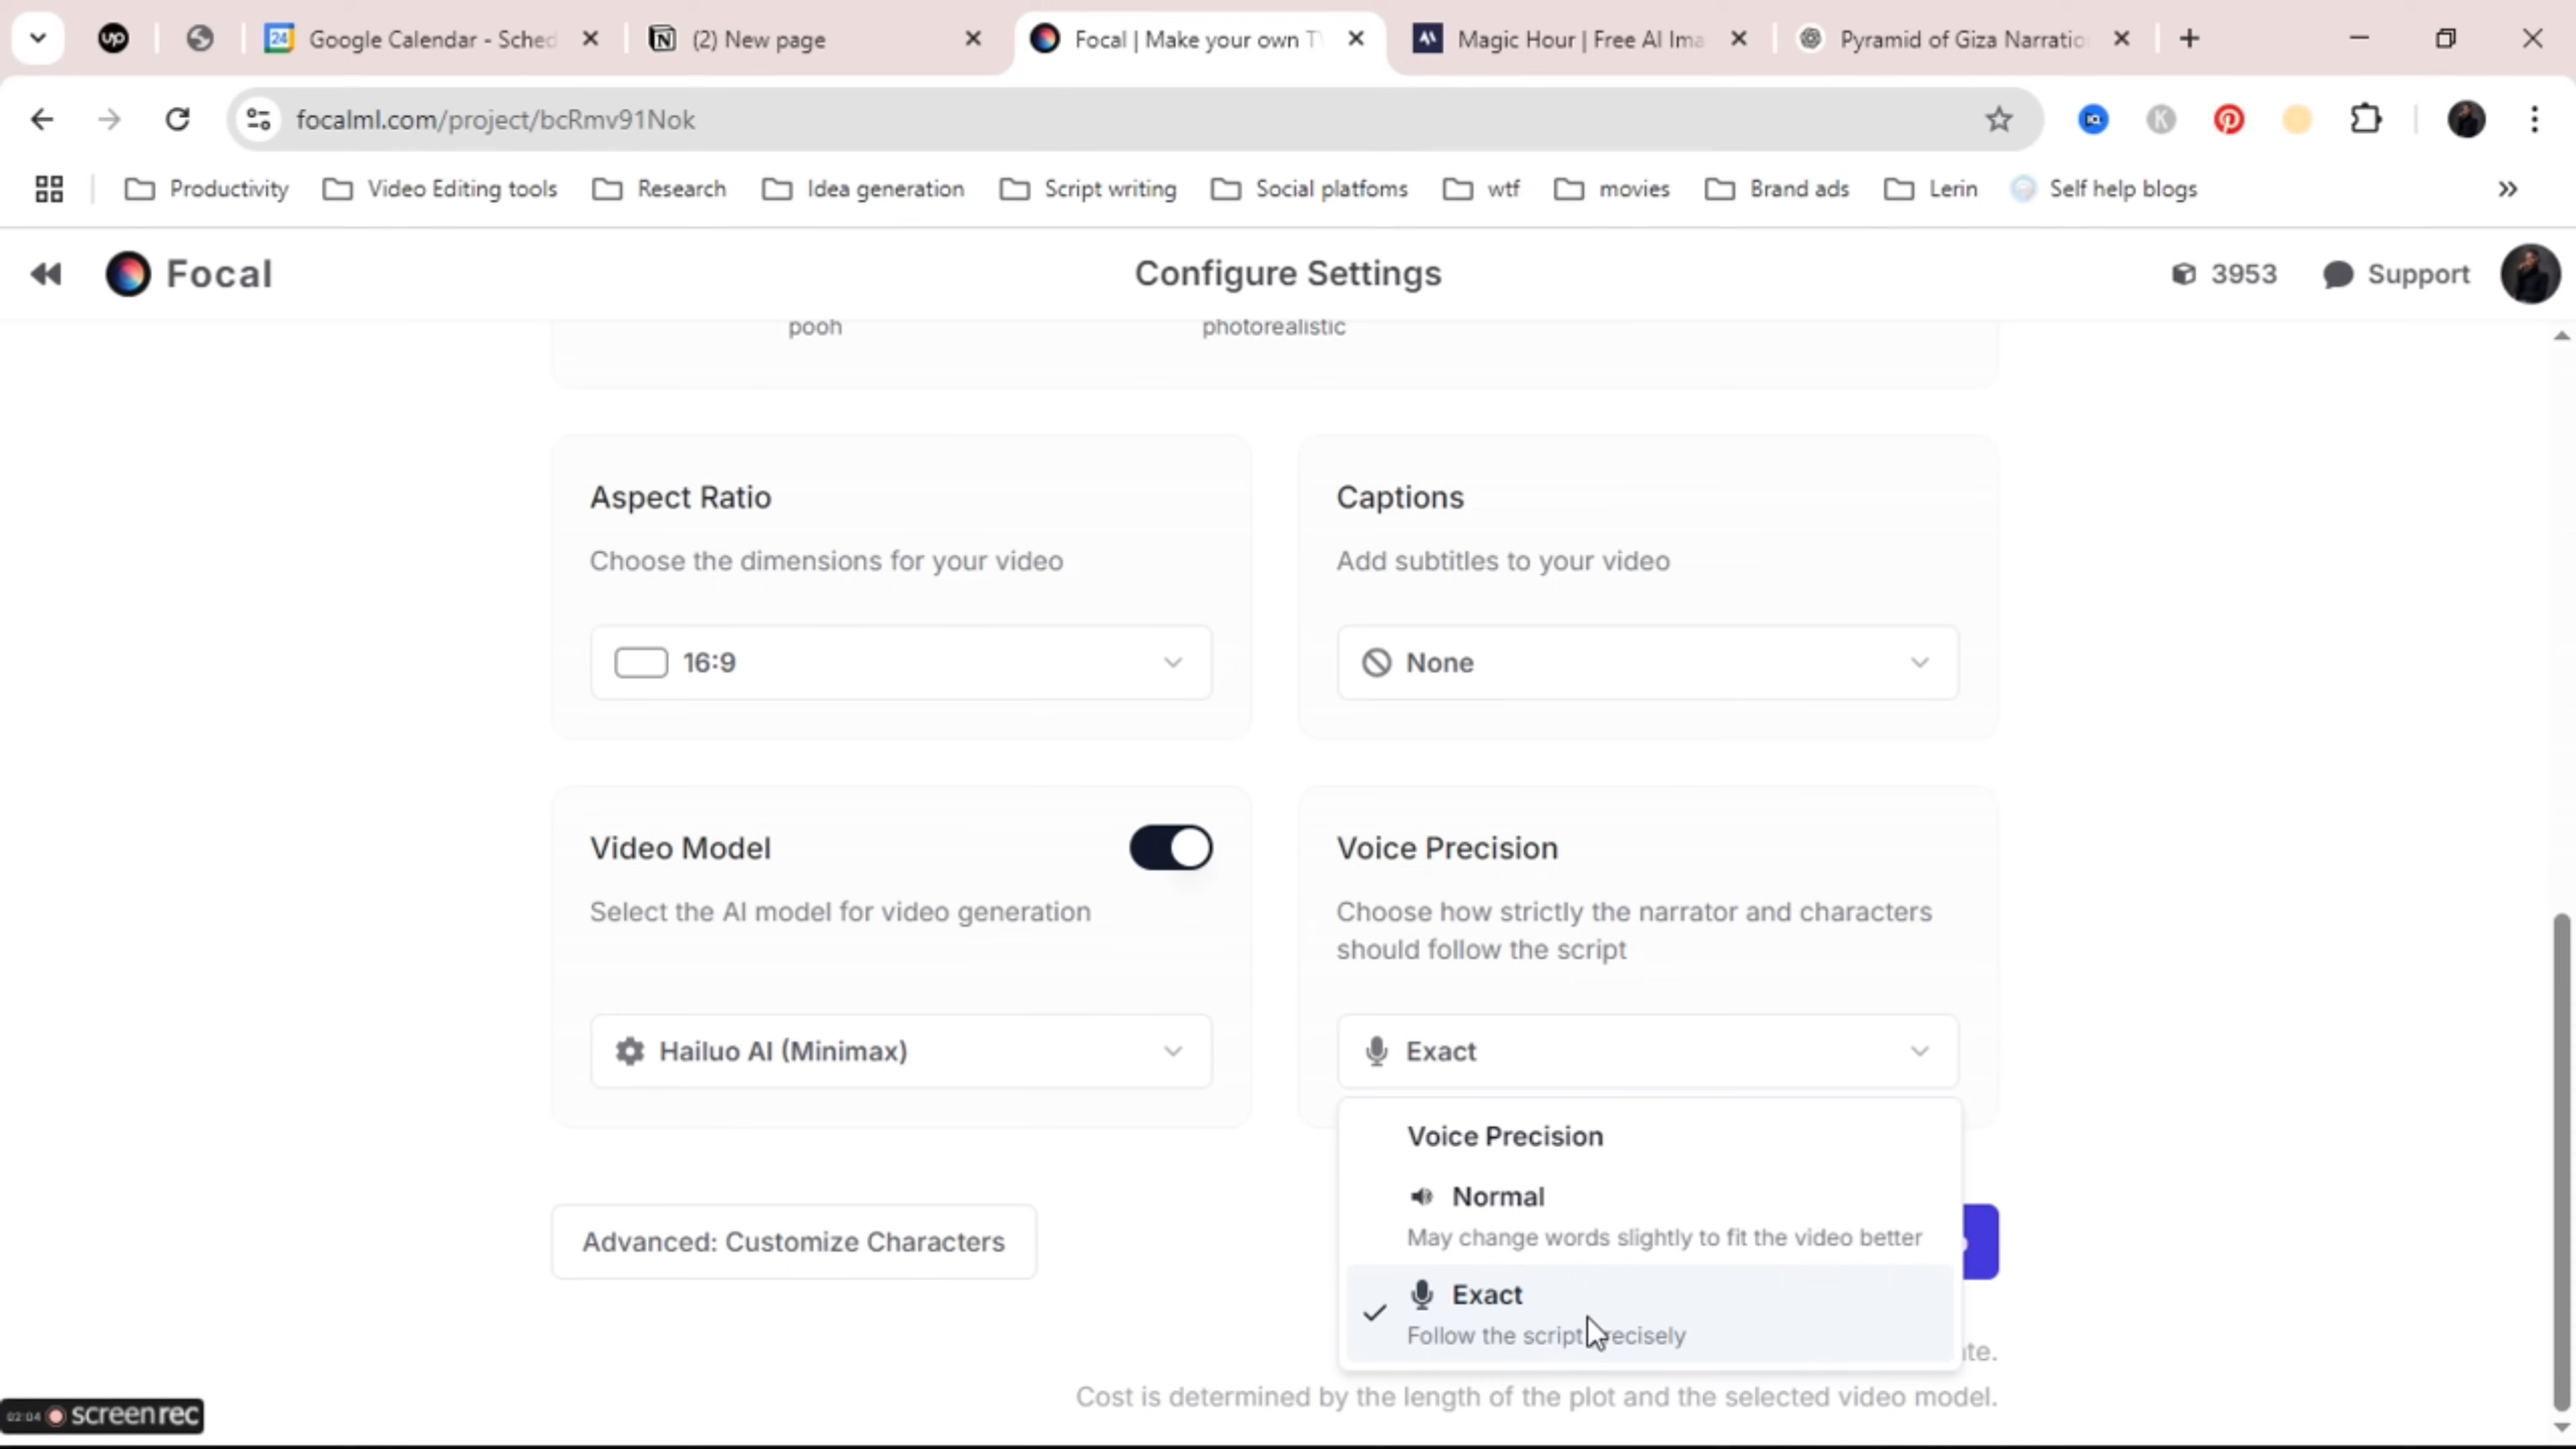 Google Calendar - Sched
(2) New page
Focal | Make your own T
Magic Hour | Free AI Ima
Pyramid of Giza Narratio
focalml.com/project/bcRmv91Nok
Productivity
Video Editing tools
Research
Idea generation
Script writing
Social platfoms
wtf
movies
Brand ads
Lerin
Self help blogs
Focal
Configure Settings
3953
Support
pooh
photorealistic
Aspect Ratio
Choose the dimensions for your video
16:9
Captions
Add subtitles to your video
None
Video Model
Select the AI model for video generation
Hailuo AI (Minimax)
Voice Precision
Choose how strictly the narrator and characters
should follow the script
Exact
Voice Precision
Normal
May change words slightly to fit the video better
Exact
Follow the script recisely
Advanced: Customize Characters
Cost is determined by the length of the plot and the selected video model.
02:04 screenrec